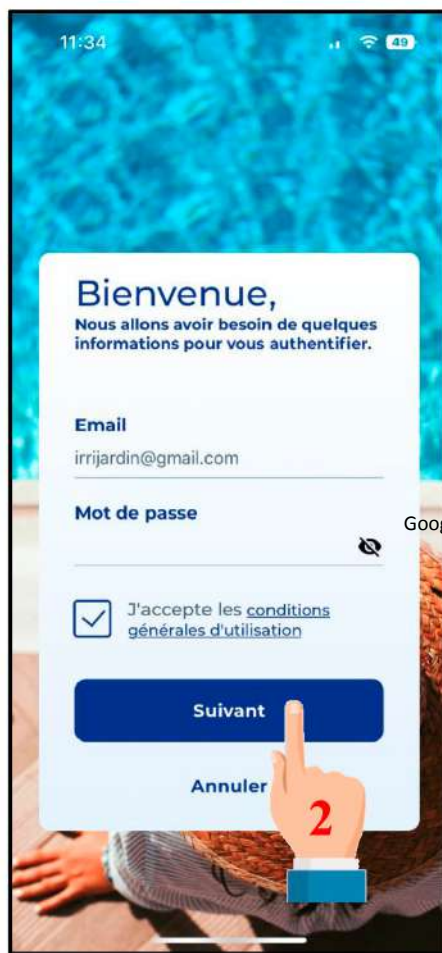 11:34
49
Bienvenue,
Nous allons avoir besoin de quelques
informations pour vous authentifier.
Email
irrijardin@gmail.com
Mot de passe
Goog
J'accepte les conditions
générales d'utilisation
Suivant
Annuler
2